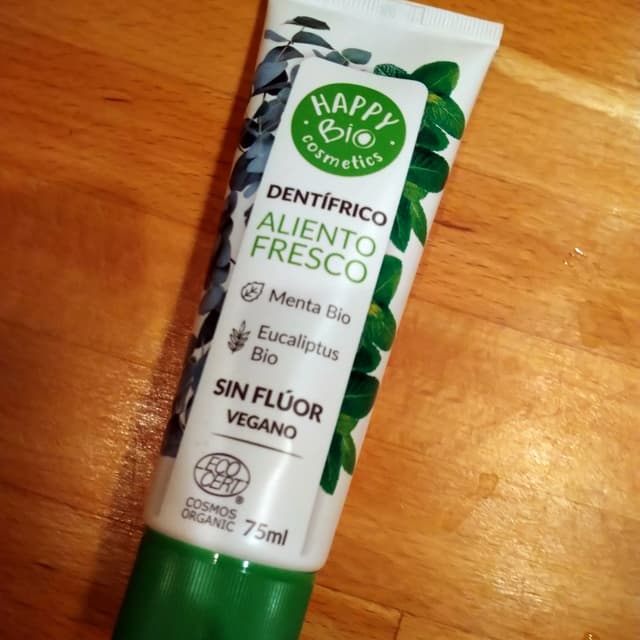 HAPPY
Bio
cosmetics
DENTÍFRICO
ALIENTO
FRESCO
Menta Bio
Eucaliptus
Bio
SIN FLÚOR
VEGANO
ECO
CERT
®
COSMOS
ORGANIC
75ml